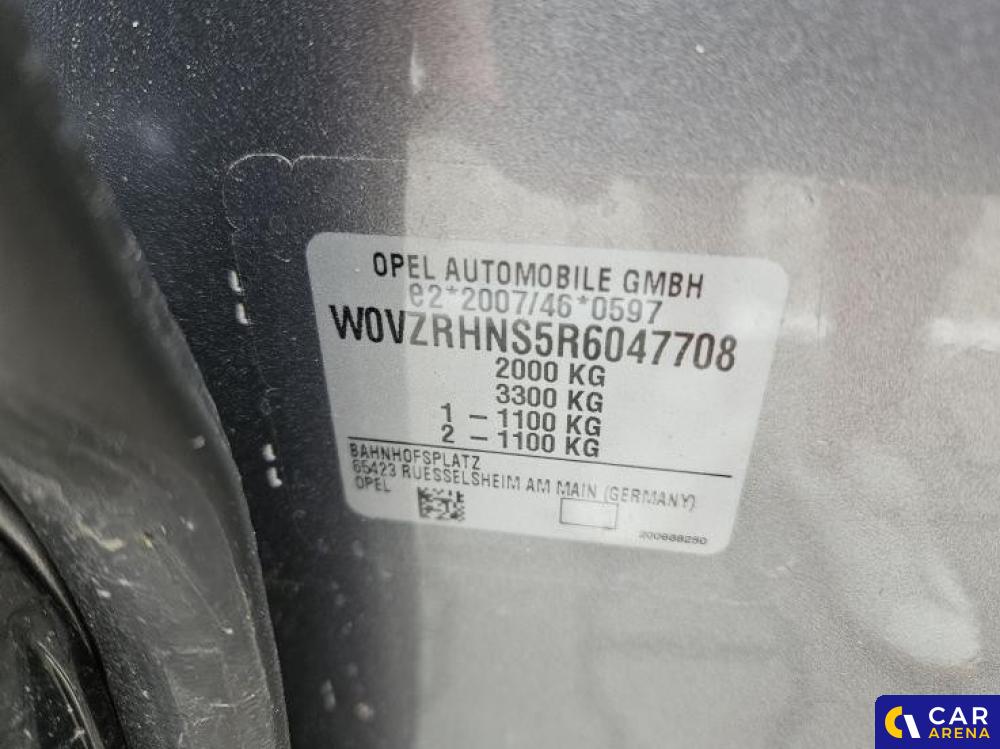 OPEL AUTOMOBILE GMBH
e2*2007/46*0597
W0VZRHNS5R6047708
2000 KG
3300 KG
1 - 1100 KG
2 - 1100 KG
BAHNHOFSPLATZ
65423 RUESSELSHEIM AM MAIN (GERMANY)
OPEL
CAR
ARENA